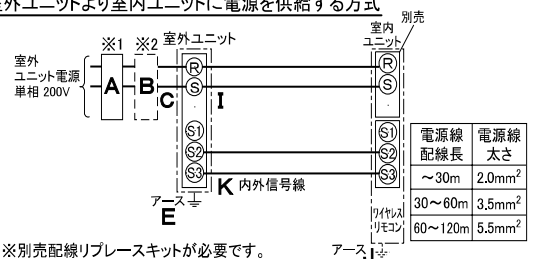 室外ユニットより室内ユニットに電源を供給する方式
別売
※1 ※2 室外ユニット
室内
ユニット
室外
ユニット電源
単相 200V
A B C
R
S
I
R
S
S1
S2
S3
S1
S2
S3
K 内外信号線
アース
E
ワイヤレス
リモコン
アース
J
電源線
配線長
電源線
太さ
~30m 2.0mm²
30~60m 3.5mm²
60~120m 5.5mm²
※別売配線リプレースキットが必要です。